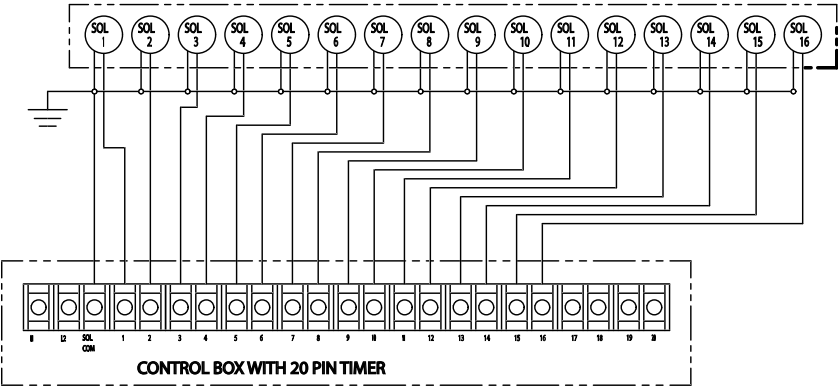 SOL 1
SOL 2
SOL 3
SOL 4
SOL 5
SOL 6
SOL 7
SOL 8
SOL 9
SOL 10
SOL 11
SOL 12
SOL 13
SOL 14
SOL 15
SOL 16
L2
SOL COM
1 2 3 4 5 6 7 8 9 10 11 12 13 14 15 16 17 18 19 20
CONTROL BOX WITH 20 PIN TIMER